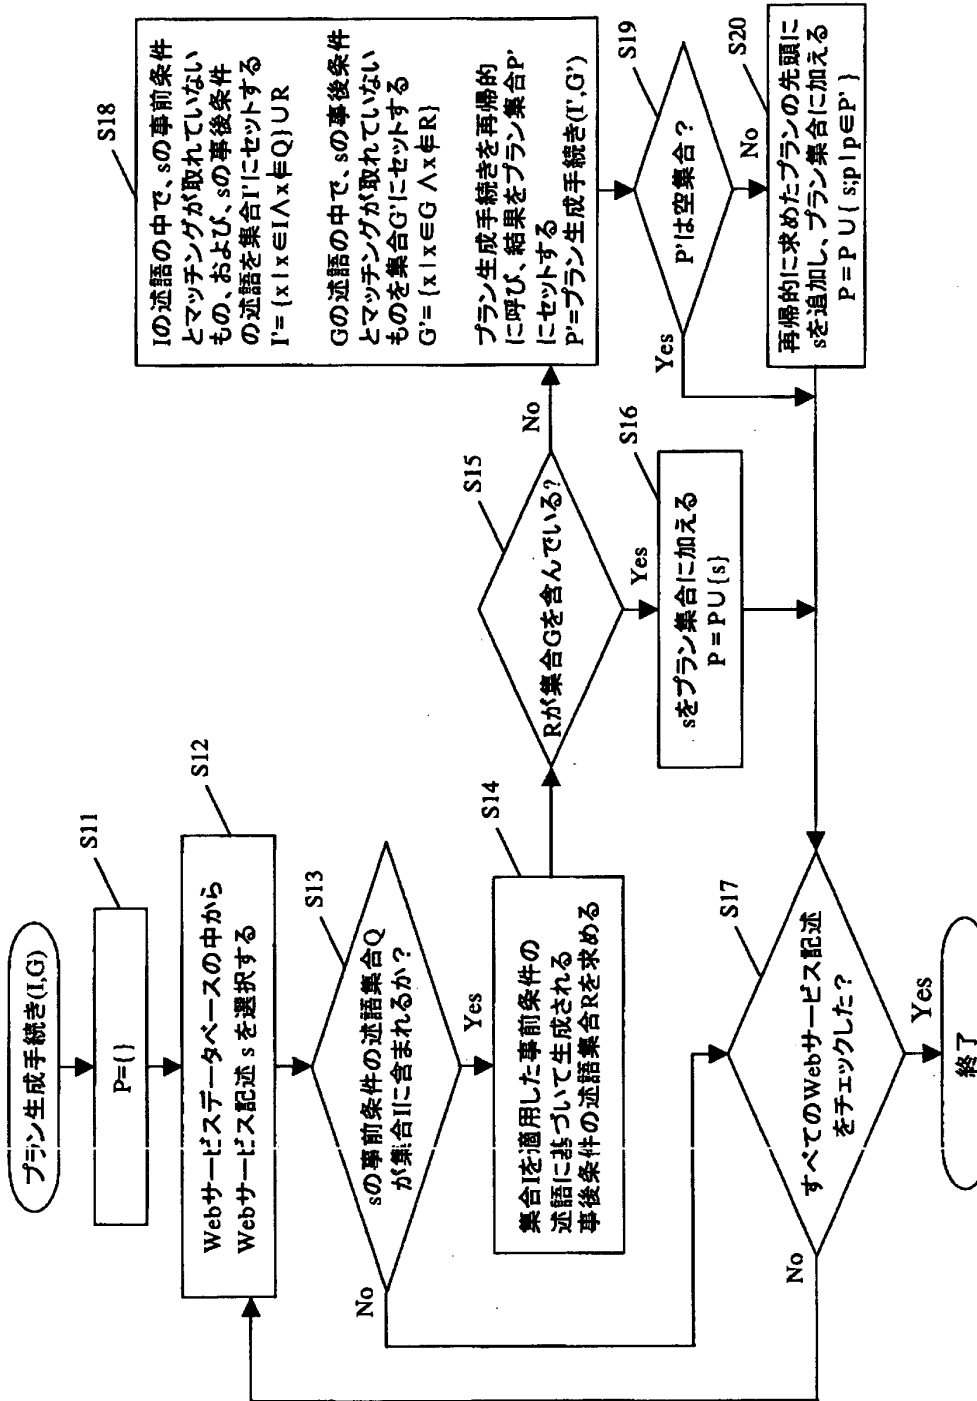 プラン生成手続き(I,G)
S11
P={}
S12
Webサービスデータベースの中から
Webサービス記述 s を選択する
S13
sの事前条件の述語集合Q
が集合Iに含まれるか?
Yes
No
S14
集合Iを適用した事前条件の
述語に基づいて生成される
事後条件の述語集合Rを求める
S15
Rが集合Gを含んでいる?
Yes
No
S16
sをプラン集合に加える
P = P∪{s}
S17
すべてのWebサービス記述
をチェックした?
No
Yes
終了
S18
Iの述語の中で、sの事前条件
とマッチングが取れていない
もの、および、sの事後条件
の述語を集合I'にセットする
I'= {x | x∈I∧x∉Q}∪R
Gの述語の中で、sの事後条件
とマッチングが取れていない
ものを集合G'にセットする
G'= {x | x∈G ∧ x∉R}
プラン生成手続きを再帰的
に呼び、結果をプラン集合P'
にセットする
P'=プラン生成手続き(I',G')
S19
P'は空集合?
Yes
No
S20
再帰的に求めたプランの先頭に
sを追加し、プラン集合に加える
P = P ∪ { s;p | p∈P' }